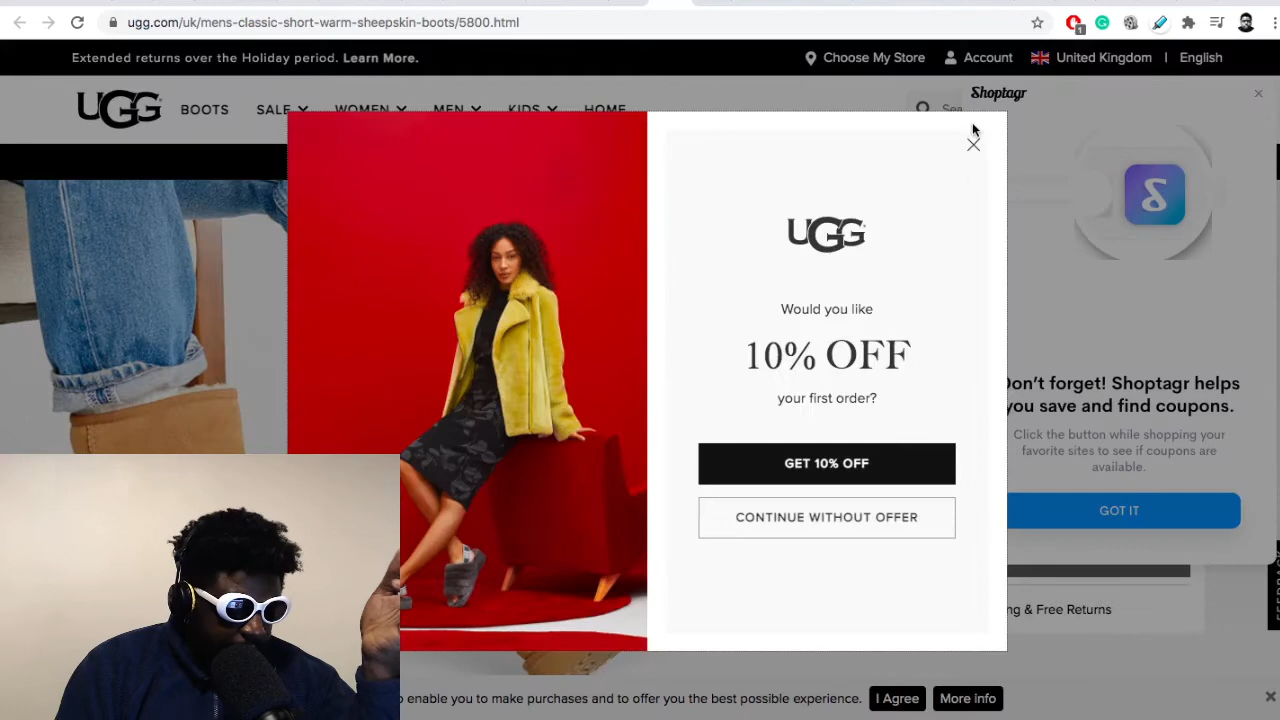 ugg.com/uk/mens-classic-short-warm-sheepskin-boots/5800.html
1
Extended returns over the Holiday period. Learn More.
Choose My Store
Account
United Kingdom | English
UGG
BOOTS
SALE
WOMEN
MEN
KIDS
HOME
Shoptagr
UGG
Would you like
10% OFF
your first order?
GET 10% OFF
CONTINUE WITHOUT OFFER
Don't forget! Shoptagr helps
you save and find coupons.
Click the button while shopping your
favorite sites to see if coupons are
available.
GOT IT
& Free Returns
to enable you to make purchases and to offer you the best possible experience.
I Agree
More info